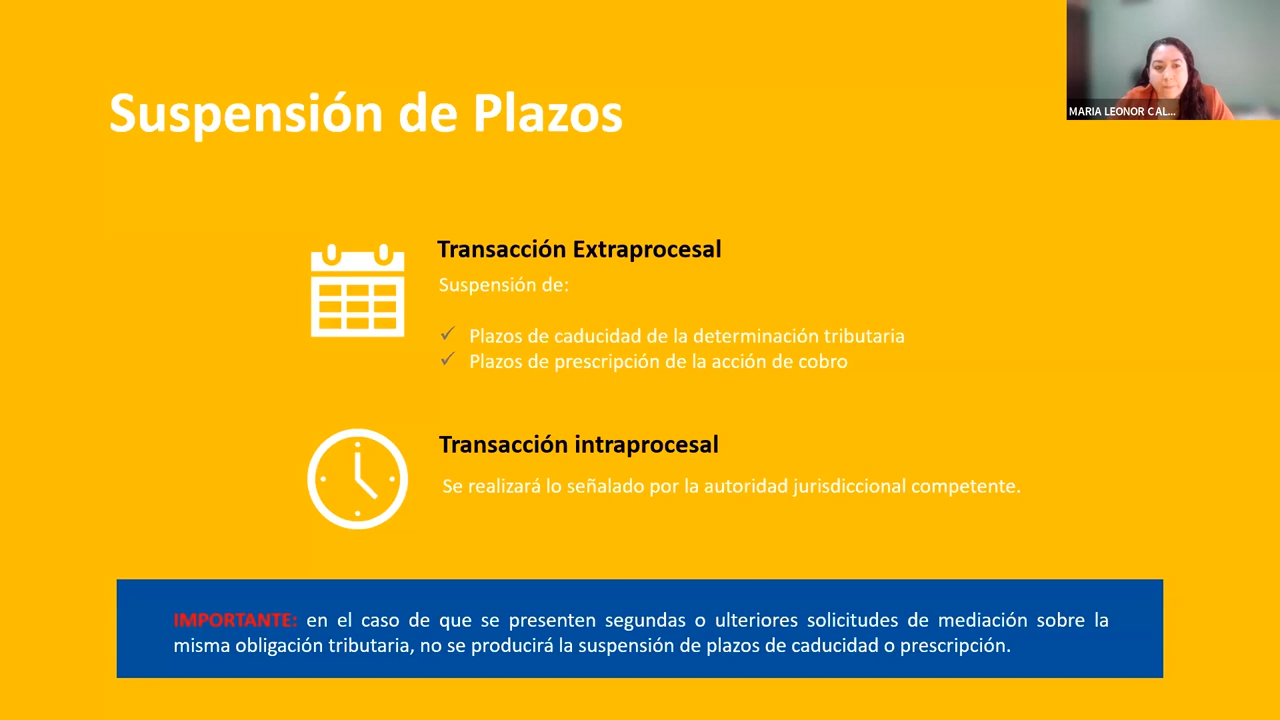 MARIA LEONOR CAL...
Suspensión de Plazos
Transacción Extraprocesal
Suspensión de:
✓ Plazos de caducidad de la determinación tributaria
✓ Plazos de prescripción de la acción de cobro
Transacción intraprocesal
Se realizará lo señalado por la autoridad jurisdiccional competente.
IMPORTANTE: en el caso de que se presenten segundas o ulteriores solicitudes de mediación sobre la
misma obligación tributaria, no se producirá la suspensión de plazos de caducidad o prescripción.